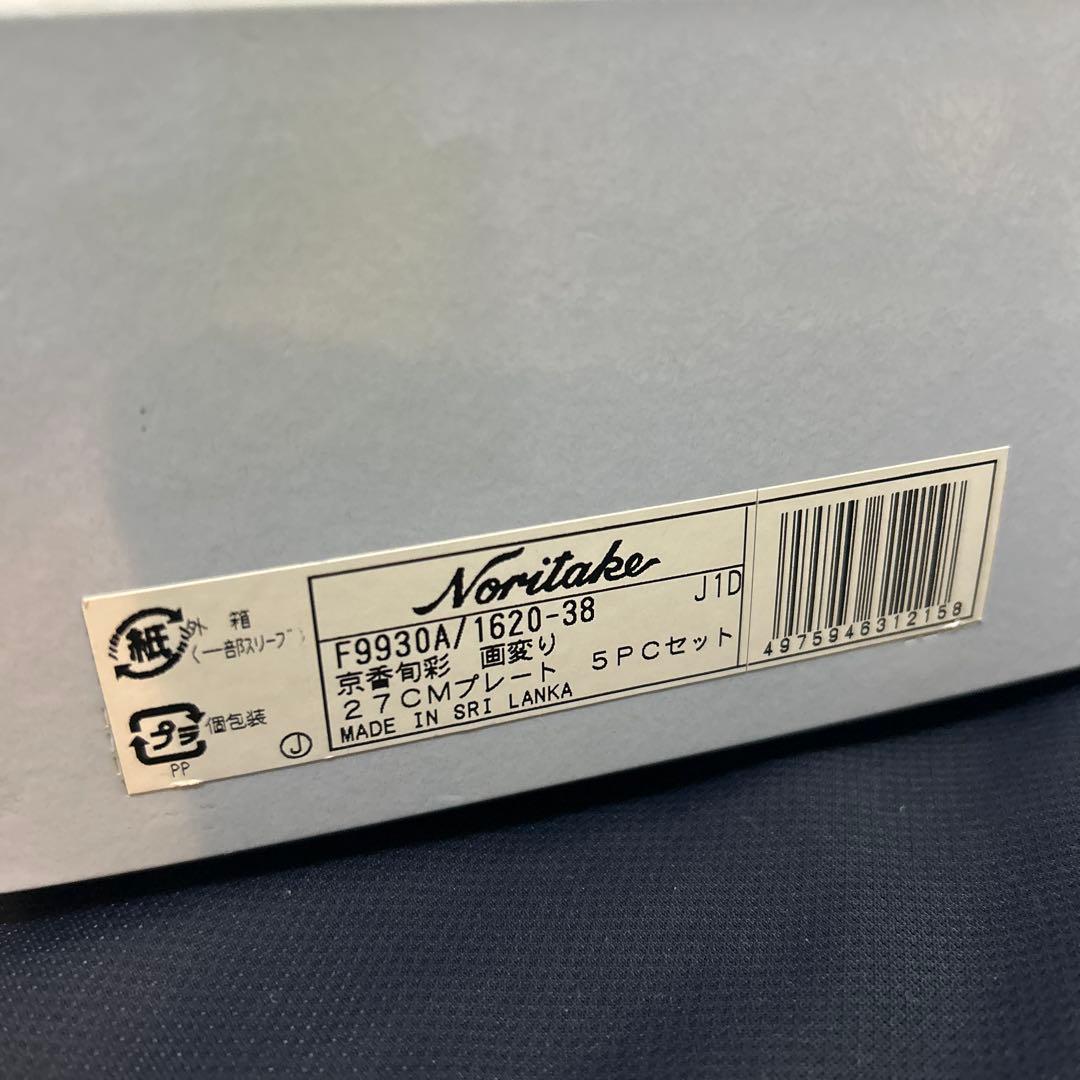 紙
外 箱
(一部スリーブ)
プラ
個包装
PP
J
Noritake
F9930A/1620-38 J1D
京香旬彩 画変り
27CMプレート 5PCセット
MADE IN SRI LANKA
4975946312158